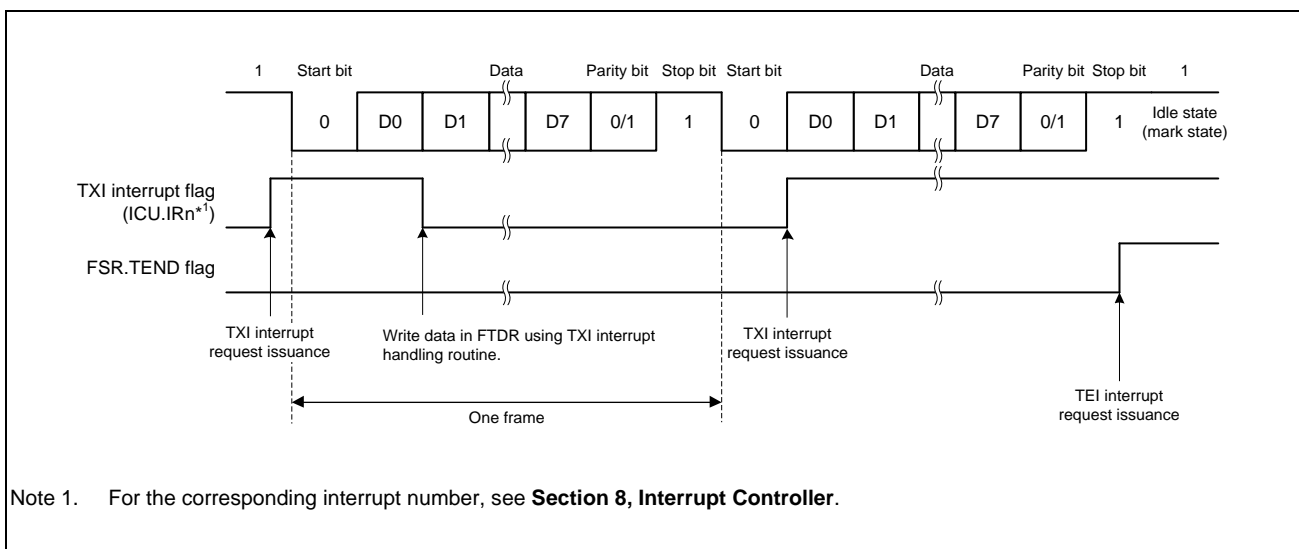 1 Start bit Data Parity bit Stop bit Start bit Data Parity bit Stop bit 1
0 D0 D1 D7 0/1 1 0 D0 D1 D7 0/1 1 Idle state
(mark state)
TXI interrupt flag
(ICU.IRn*1)
FSR.TEND flag
TXI interrupt
request issuance
Write data in FTDR using TXI interrupt
handling routine.
TXI interrupt
request issuance
TEI interrupt
request issuance
One frame
Note 1. For the corresponding interrupt number, see Section 8, Interrupt Controller.